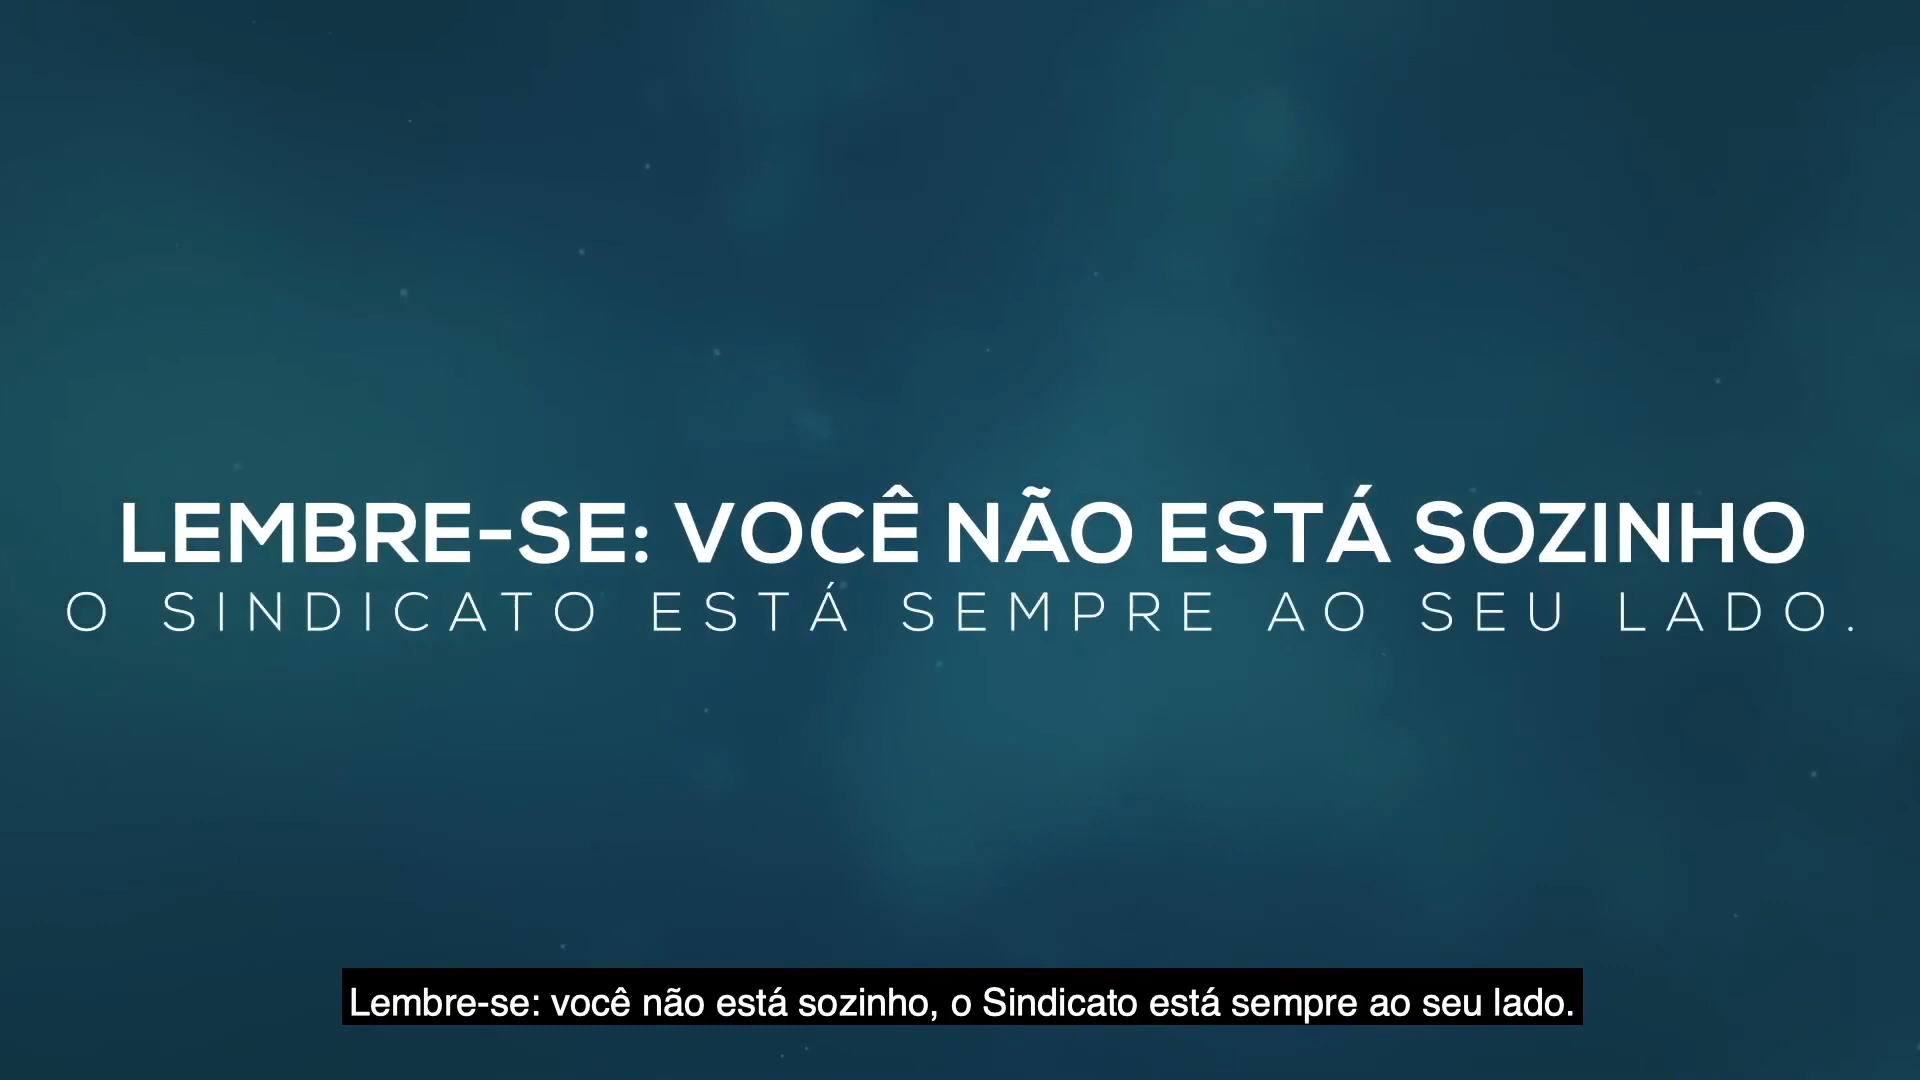 LEMBRE-SE: VOCÊ NÃO ESTÁ SOZINHO
O SINDICATO ESTÁ SEMPRE AO SEU LADO.
Lembre-se: você não está sozinho, o Sindicato está sempre ao seu lado.